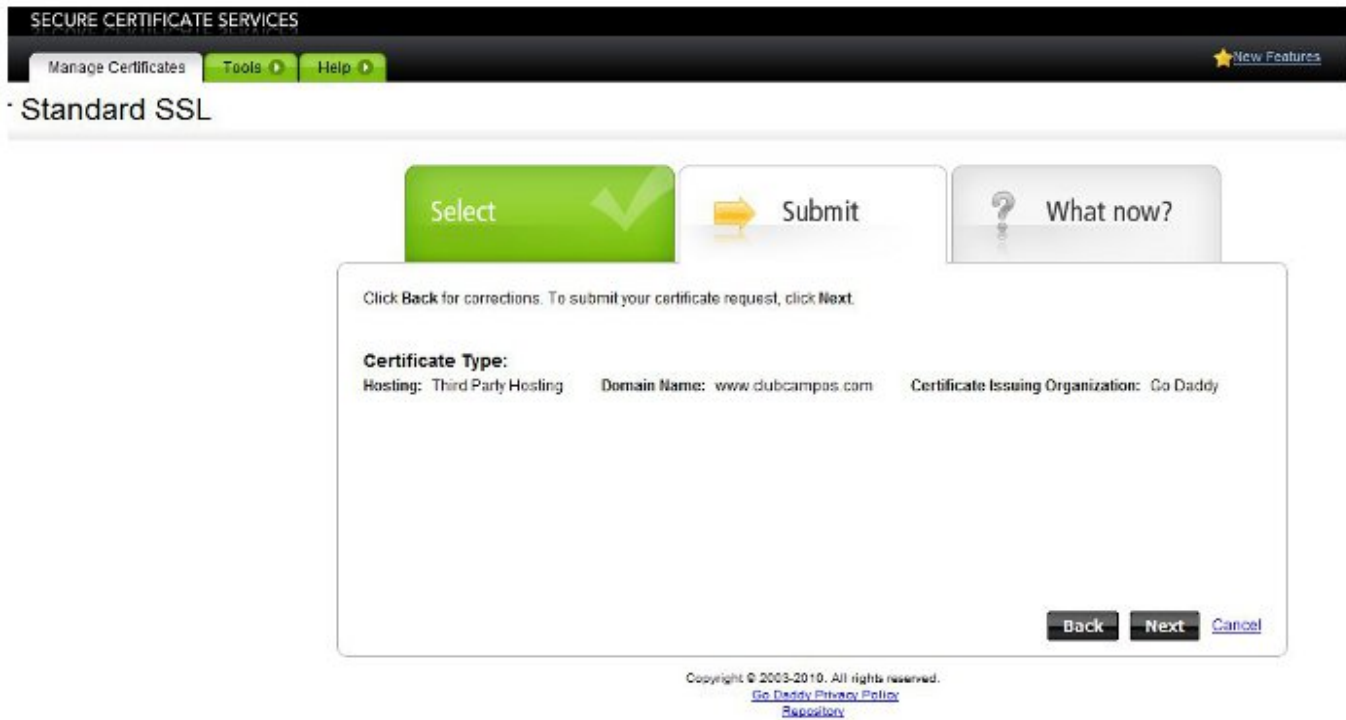 SECURE CERTIFICATE SERVICES
Manage Certificates Tools Help New Features
Standard SSL
Select Submit What now?
Click Back for corrections. To submit your certificate request, click Next.
Certificate Type:
Hosting: Third Party Hosting Domain Name: www.clubcampos.com Certificate Issuing Organization: Go Daddy
Back Next Cancel
Copyright © 2003-2010. All rights reserved.
Go Daddy Privacy Policy
Repository